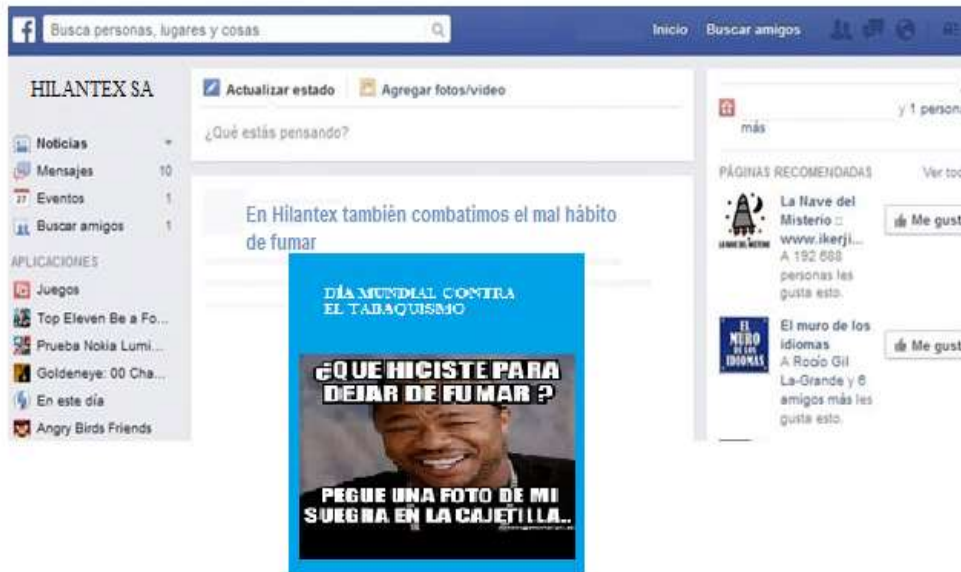 Busca personas, lugares y cosas
Inicio
Buscar amigos
HILANTEX SA
Noticias
Mensajes 10
Eventos 1
Buscar amigos 1
APLICACIONES
Juegos
Top Eleven Be a Fo...
Prueba Nokia Lumi...
Goldeneye: 00 Cha...
En este día
Angry Birds Friends
Actualizar estado
Agregar fotos/video
¿Qué estás pensando?
En Hilantex también combatimos el mal hábito
de fumar
DÍA MUNDIAL CONTRA
EL TABAQUISMO
¿QUE HICISTE PARA
DEJAR DE FUMAR ?
PEGUE UNA FOTO DE MI
SUEGRA EN LA CAJETILLA..
y 1 persona
más
PÁGINAS RECOMENDADAS
Ver tod
La Nave del
Misterio ::
www.ikerji...
A 192 688
personas les
gusta esto.
Me gust
El muro de los
idiomas
A Rocío Gil
La-Grande y 6
amigos más les
gusta esto.
Me gust
EL
MURO
DE LOS
IDIOMAS